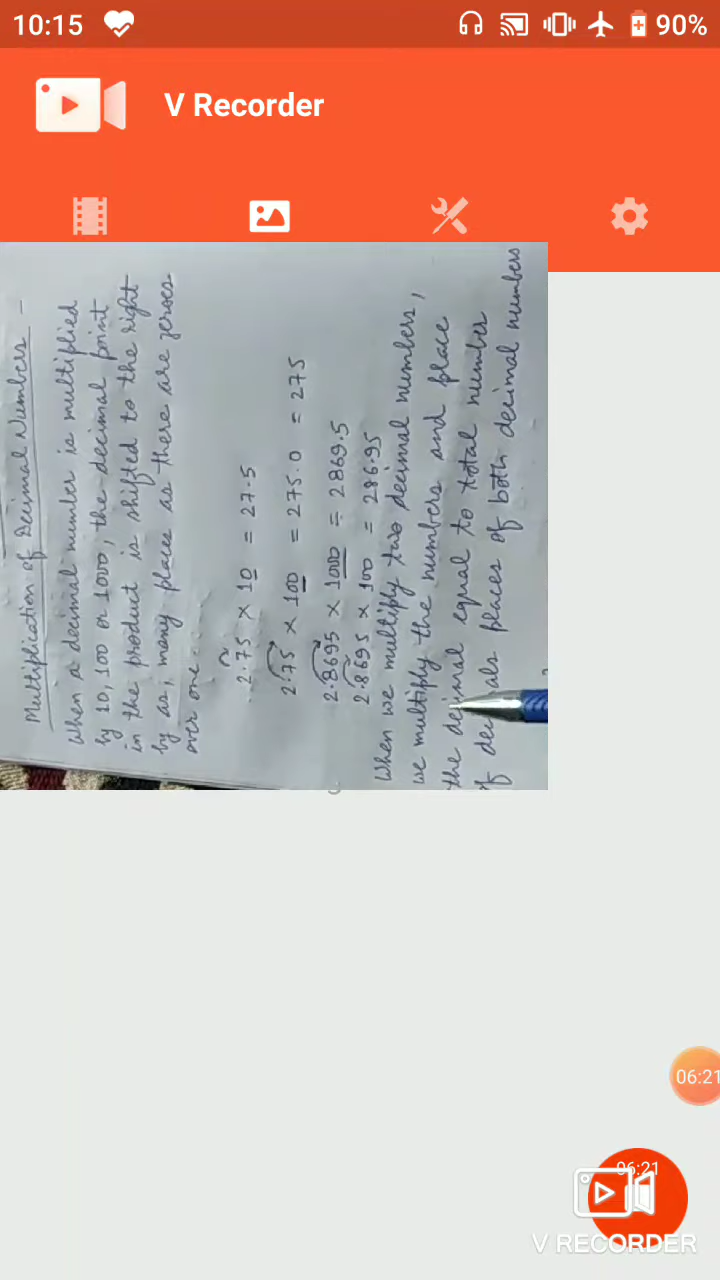 10:15
90%
V Recorder
Multiplication of Decimal Numbers -
When a decimal number is multiplied
by 10, 100 or 1000, the decimal point
in the product is shifted to the right
by as many places as there are zeroes
over one.
2.75 × 10 = 27.5
2.75 × 100 = 275.0 = 275
2.8695 × 1000 = 2869.5
2.8695 × 100 = 286.95
When we multiply two decimal numbers,
we multiply the numbers and place
the decimal equal to total number
of decimals places of both decimal numbers
06:21
06:21
V RECORDER